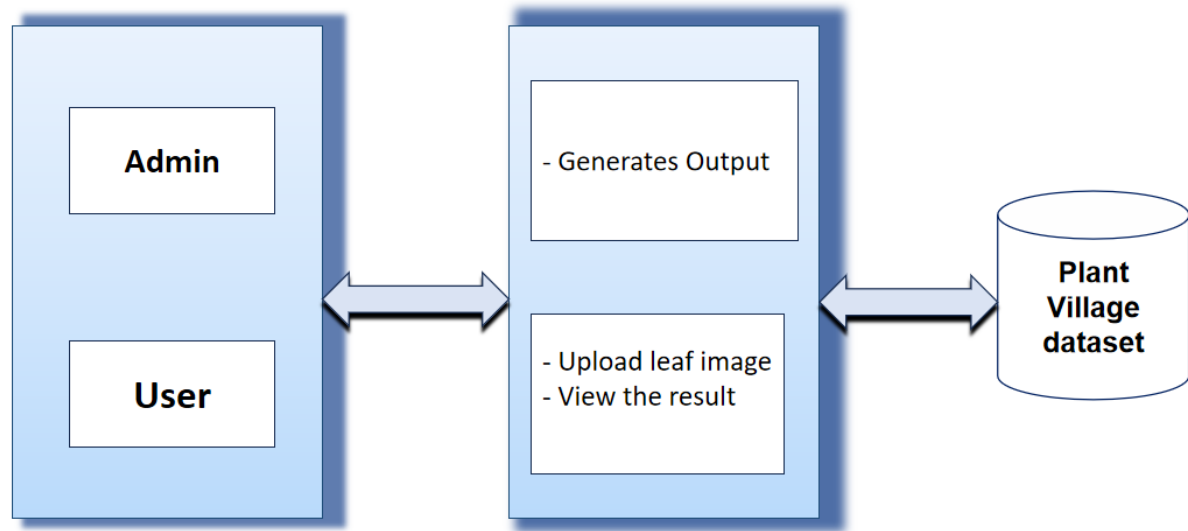 Admin
User
- Generates Output
- Upload leaf image
- View the result
Plant
Village
dataset